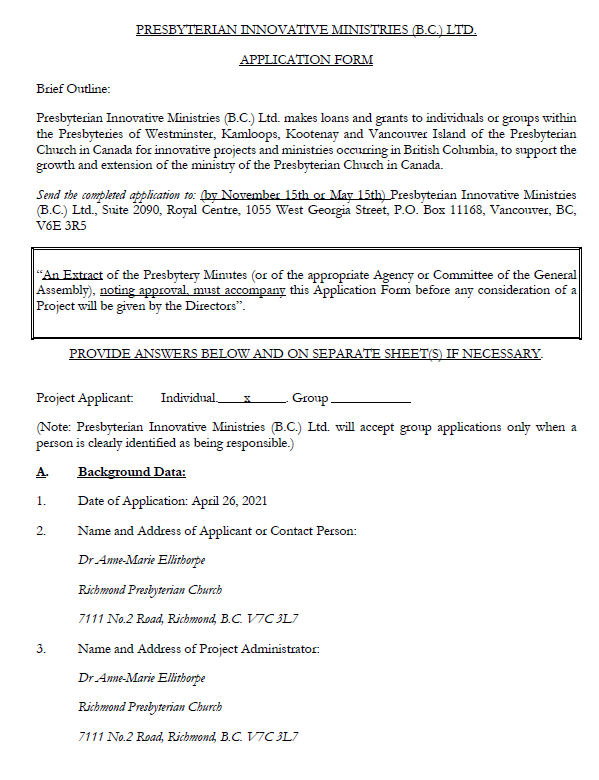 PRESBYTERIAN INNOVATIVE MINISTRIES (B.C.) LTD.
APPLICATION FORM
Brief Outline:
Presbyterian Innovative Ministries (B.C.) Ltd. makes loans and grants to individuals or groups within
the Presbyteries of Westminster, Kamloops, Kootenay and Vancouver Island of the Presbyterian
Church in Canada for innovative projects and ministries occurring in British Columbia, to support the
growth and extension of the ministry of the Presbyterian Church in Canada.
Send the completed application to: (by November 15th or May 15th) Presbyterian Innovative Ministries
(B.C.) Ltd., Suite 2090, Royal Centre, 1055 West Georgia Street, P.O. Box 11168, Vancouver, BC,
V6E 3R5
“An Extract of the Presbytery Minutes (or of the appropriate Agency or Committee of the General
Assembly), noting approval, must accompany this Application Form before any consideration of a
Project will be given by the Directors”.
PROVIDE ANSWERS BELOW AND ON SEPARATE SHEET(S) IF NECESSARY.
Project Applicant: Individual.____x_____. Group ____________
(Note: Presbyterian Innovative Ministries (B.C.) Ltd. will accept group applications only when a
person is clearly identified as being responsible.)
A. Background Data:
1. Date of Application: April 26, 2021
2. Name and Address of Applicant or Contact Person:
Dr Anne-Marie Ellithorpe
Richmond Presbyterian Church
7111 No.2 Road, Richmond, B.C. V7C 3L7
3. Name and Address of Project Administrator:
Dr Anne-Marie Ellithorpe
Richmond Presbyterian Church
7111 No.2 Road, Richmond, B.C. V7C 3L7